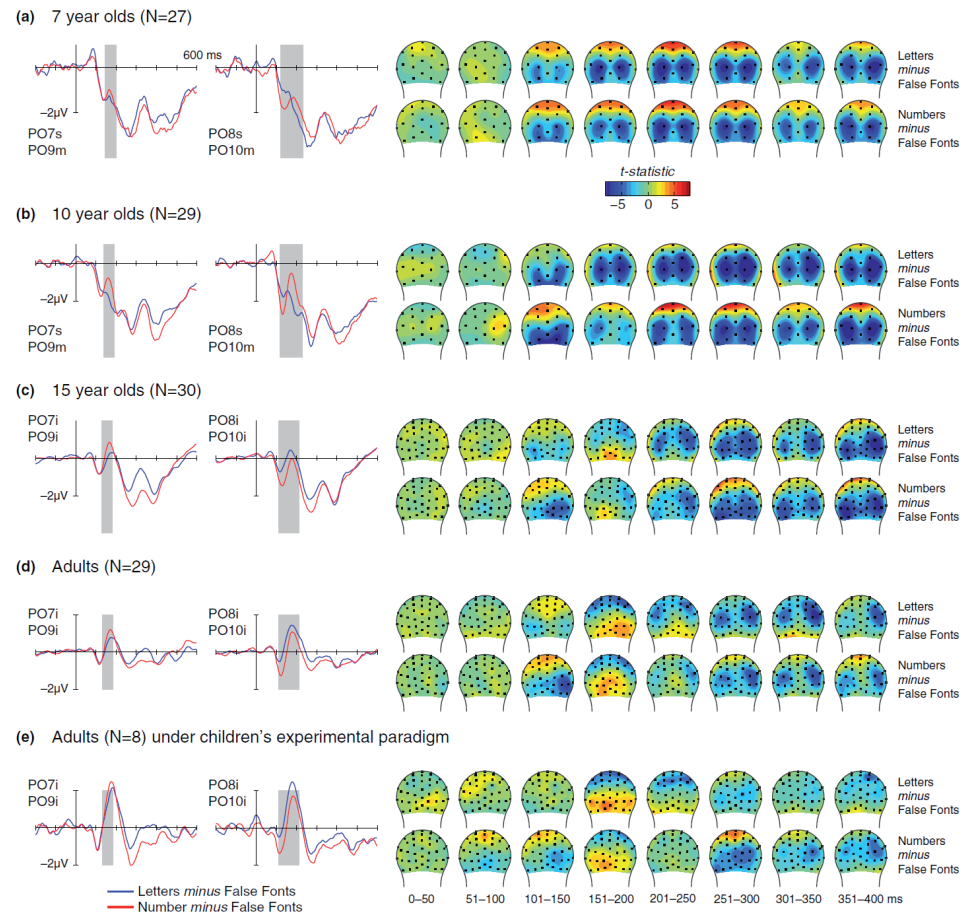 (a) 7 year olds (N=27)
600 ms
−2µV
PO7s
PO9m
PO8s
PO10m
Letters
minus
False Fonts
Numbers
minus
False Fonts
t-statistic
−5 0 5
(b) 10 year olds (N=29)
−2µV
PO7s
PO9m
PO8s
PO10m
Letters
minus
False Fonts
Numbers
minus
False Fonts
(c) 15 year olds (N=30)
PO7i
PO9i
−2µV
PO8i
PO10i
Letters
minus
False Fonts
Numbers
minus
False Fonts
(d) Adults (N=29)
PO7i
PO9i
−2µV
PO8i
PO10i
Letters
minus
False Fonts
Numbers
minus
False Fonts
(e) Adults (N=8) under children’s experimental paradigm
PO7i
PO9i
−2µV
PO8i
PO10i
Letters
minus
False Fonts
Numbers
minus
False Fonts
Letters minus False Fonts
Number minus False Fonts
0–50 51–100 101–150 151–200 201–250 251–300 301–350 351–400 ms